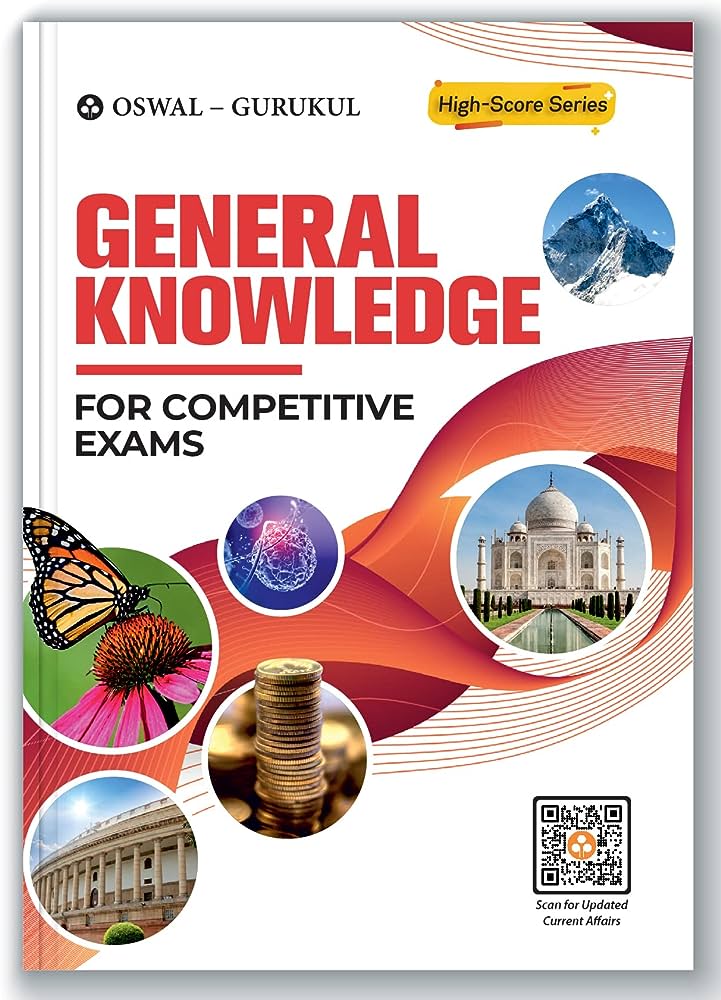 OSWAL – GURUKUL
High-Score Series
GENERAL
KNOWLEDGE
FOR COMPETITIVE
EXAMS
Scan for Updated
Current Affairs